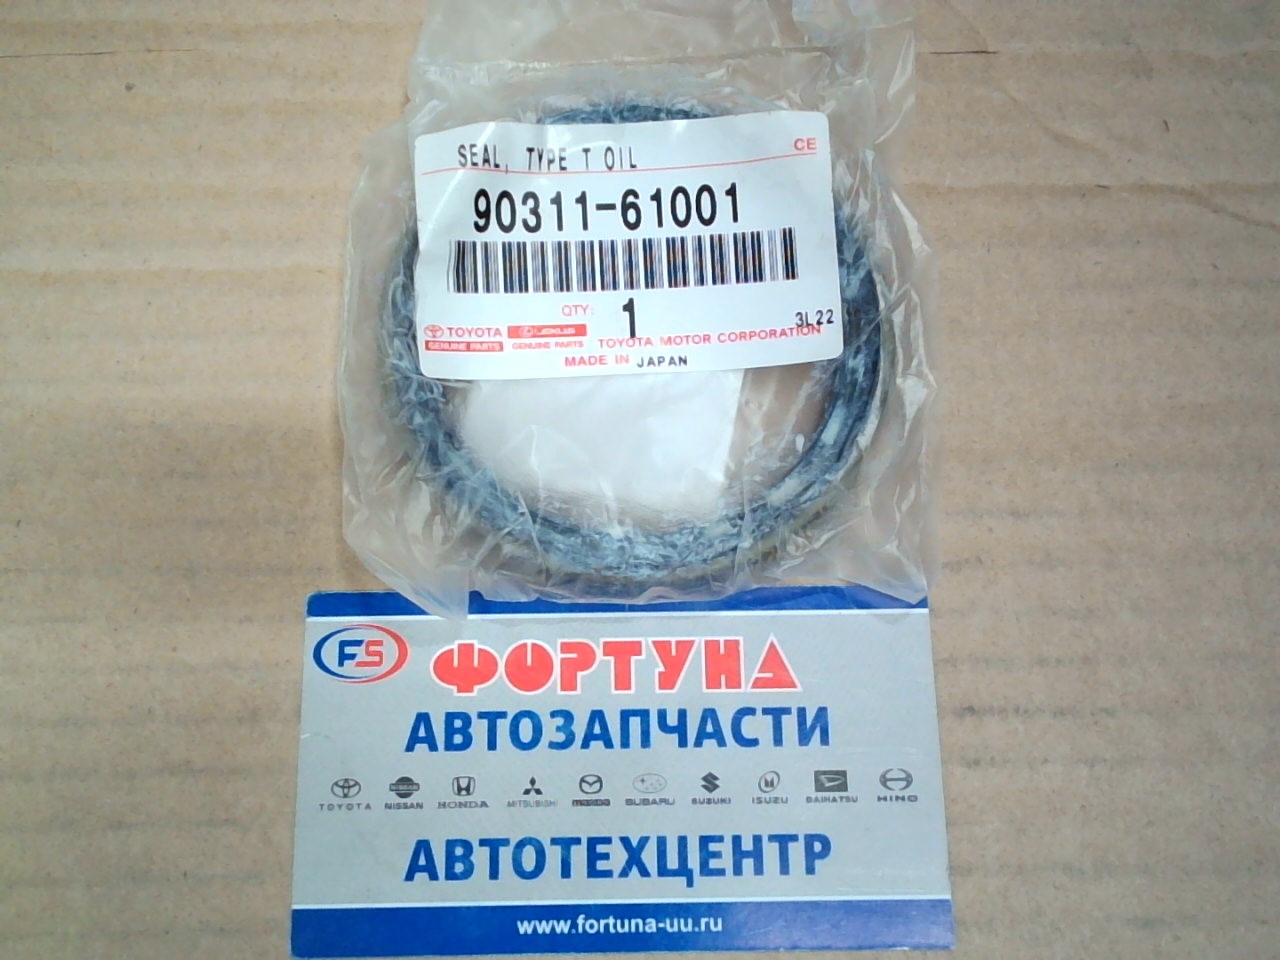 SEAL, TYPE T OIL
CE
90311-61001
QTY: 1
3L22
TOYOTA LEXUS
GENUINE PARTS GENUINE PARTS TOYOTA MOTOR CORPORATION
MADE IN JAPAN
FS ФОРТУНА
АВТОЗАПЧАСТИ
TOYOTA NISSAN HONDA MITSUBISHI MAZDA SUBARU SUZUKI ISUZU DAIHATSU HINO
АВТОТЕХЦЕНТР
www.fortuna-uu.ru